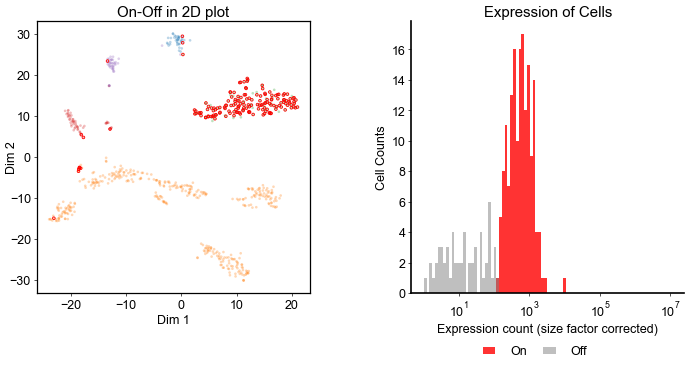 On-Off in 2D plot
30
20
10
0
−10
−20
−30
Dim 2
−20 −10 0 10 20
Dim 1
Expression of Cells
16
14
12
10
8
6
4
2
0
Cell Counts
10^1 10^3 10^5 10^7
Expression count (size factor corrected)
On Off